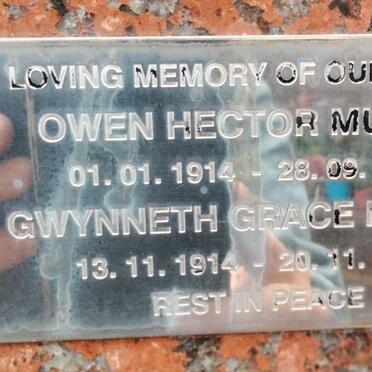 LOVING MEMORY OF OU
OWEN HECTOR MU
01. 01. 1914 - 28. 09.
GWYNNETH GRACE
13. 11. 1914 - 20. 11.
REST IN PEACE